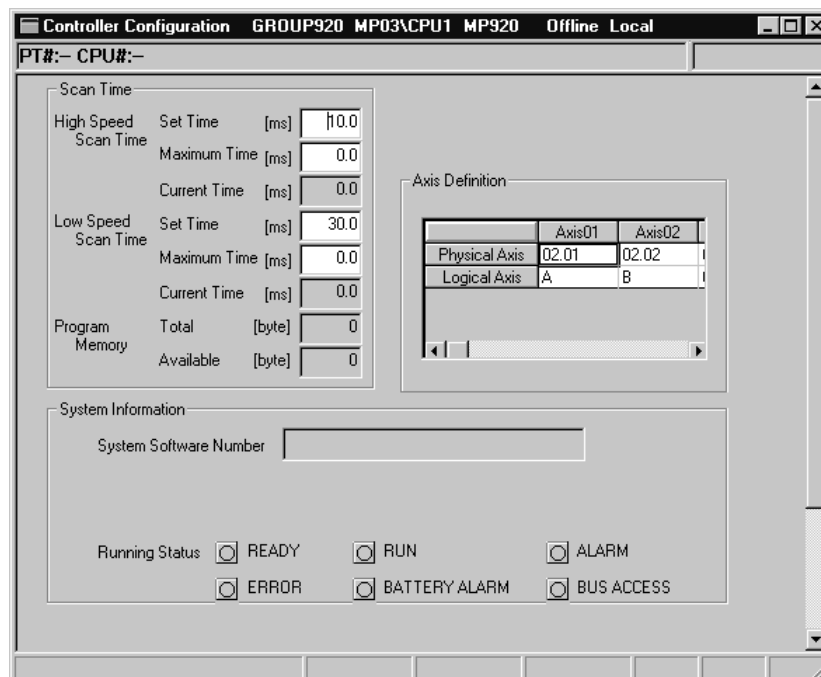 Controller Configuration GROUP920 MP03\CPU1 MP920 Offline Local
PT#:– CPU#:–
Scan Time
High Speed Scan Time
Set Time [ms] 10.0
Maximum Time [ms] 0.0
Current Time [ms] 0.0
Low Speed Scan Time
Set Time [ms] 30.0
Maximum Time [ms] 0.0
Current Time [ms] 0.0
Program Memory
Total [byte] 0
Available [byte] 0
Axis Definition
Axis01 Axis02
Physical Axis 02.01 02.02
Logical Axis A B
System Information
System Software Number
Running Status READY RUN ALARM
ERROR BATTERY ALARM BUS ACCESS